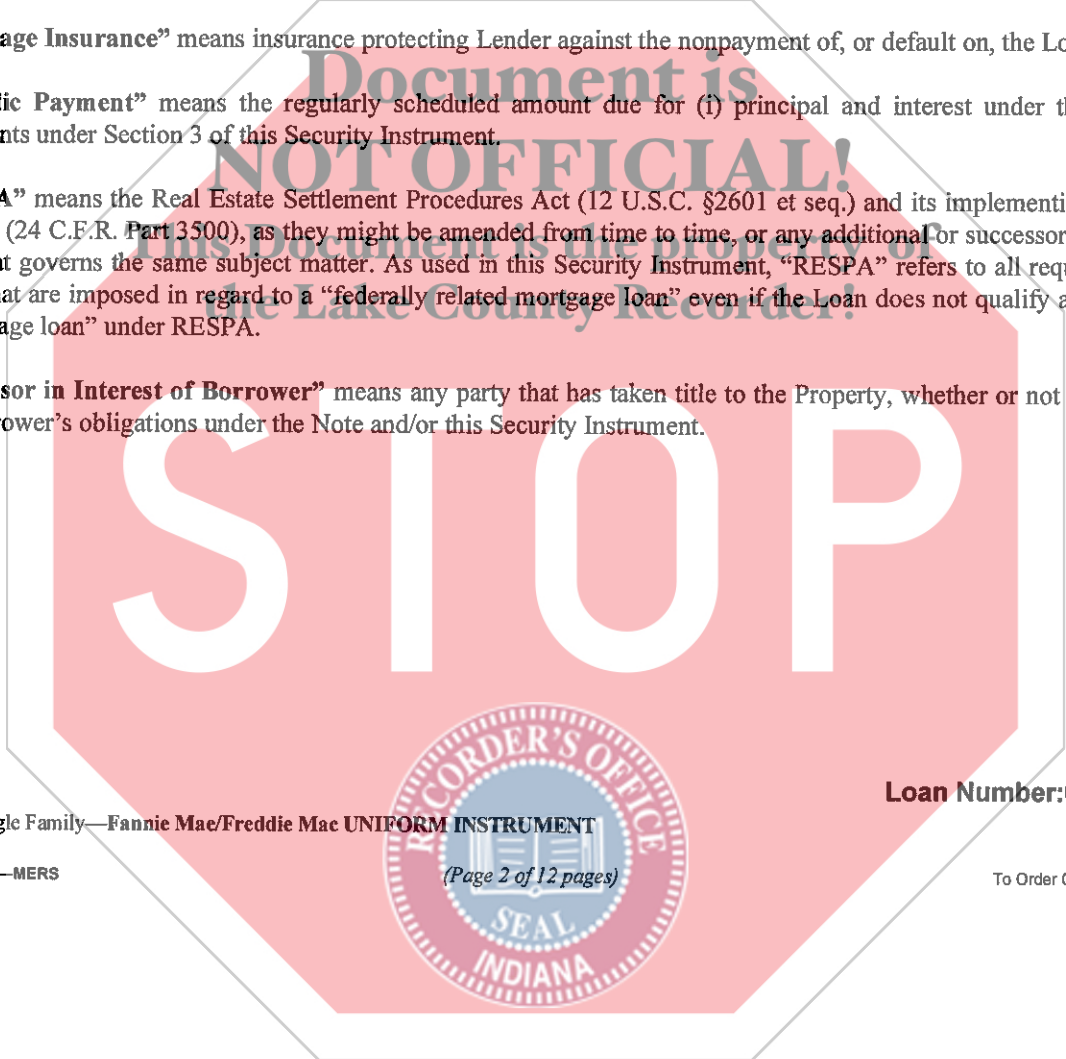 age Insurance” means insurance protecting Lender against the nonpayment of, or default on, the Lo
Document is
ic Payment” means the regularly scheduled amount due for (i) principal and interest under th
nts under Section 3 of this Security Instrument.
NOT OFFICIAL!
A” means the Real Estate Settlement Procedures Act (12 U.S.C. §2601 et seq.) and its implementi
(24 C.F.R. Part 3500), as they might be amended from time to time, or any additional or successor
This Document is the property of
t governs the same subject matter. As used in this Security Instrument, “RESPA” refers to all requ
at are imposed in regard to a “federally related mortgage loan” even if the Loan does not qualify a
the Lake County Recorder!
age loan” under RESPA.
sor in Interest of Borrower” means any party that has taken title to the Property, whether or not
ower’s obligations under the Note and/or this Security Instrument.
STOP
RECORDER’S OFFICE
Loan Number:
gle Family—Fannie Mae/Freddie Mac UNIFORM INSTRUMENT
—MERS
(Page 2 of 12 pages)
To Order
SEAL
INDIANA